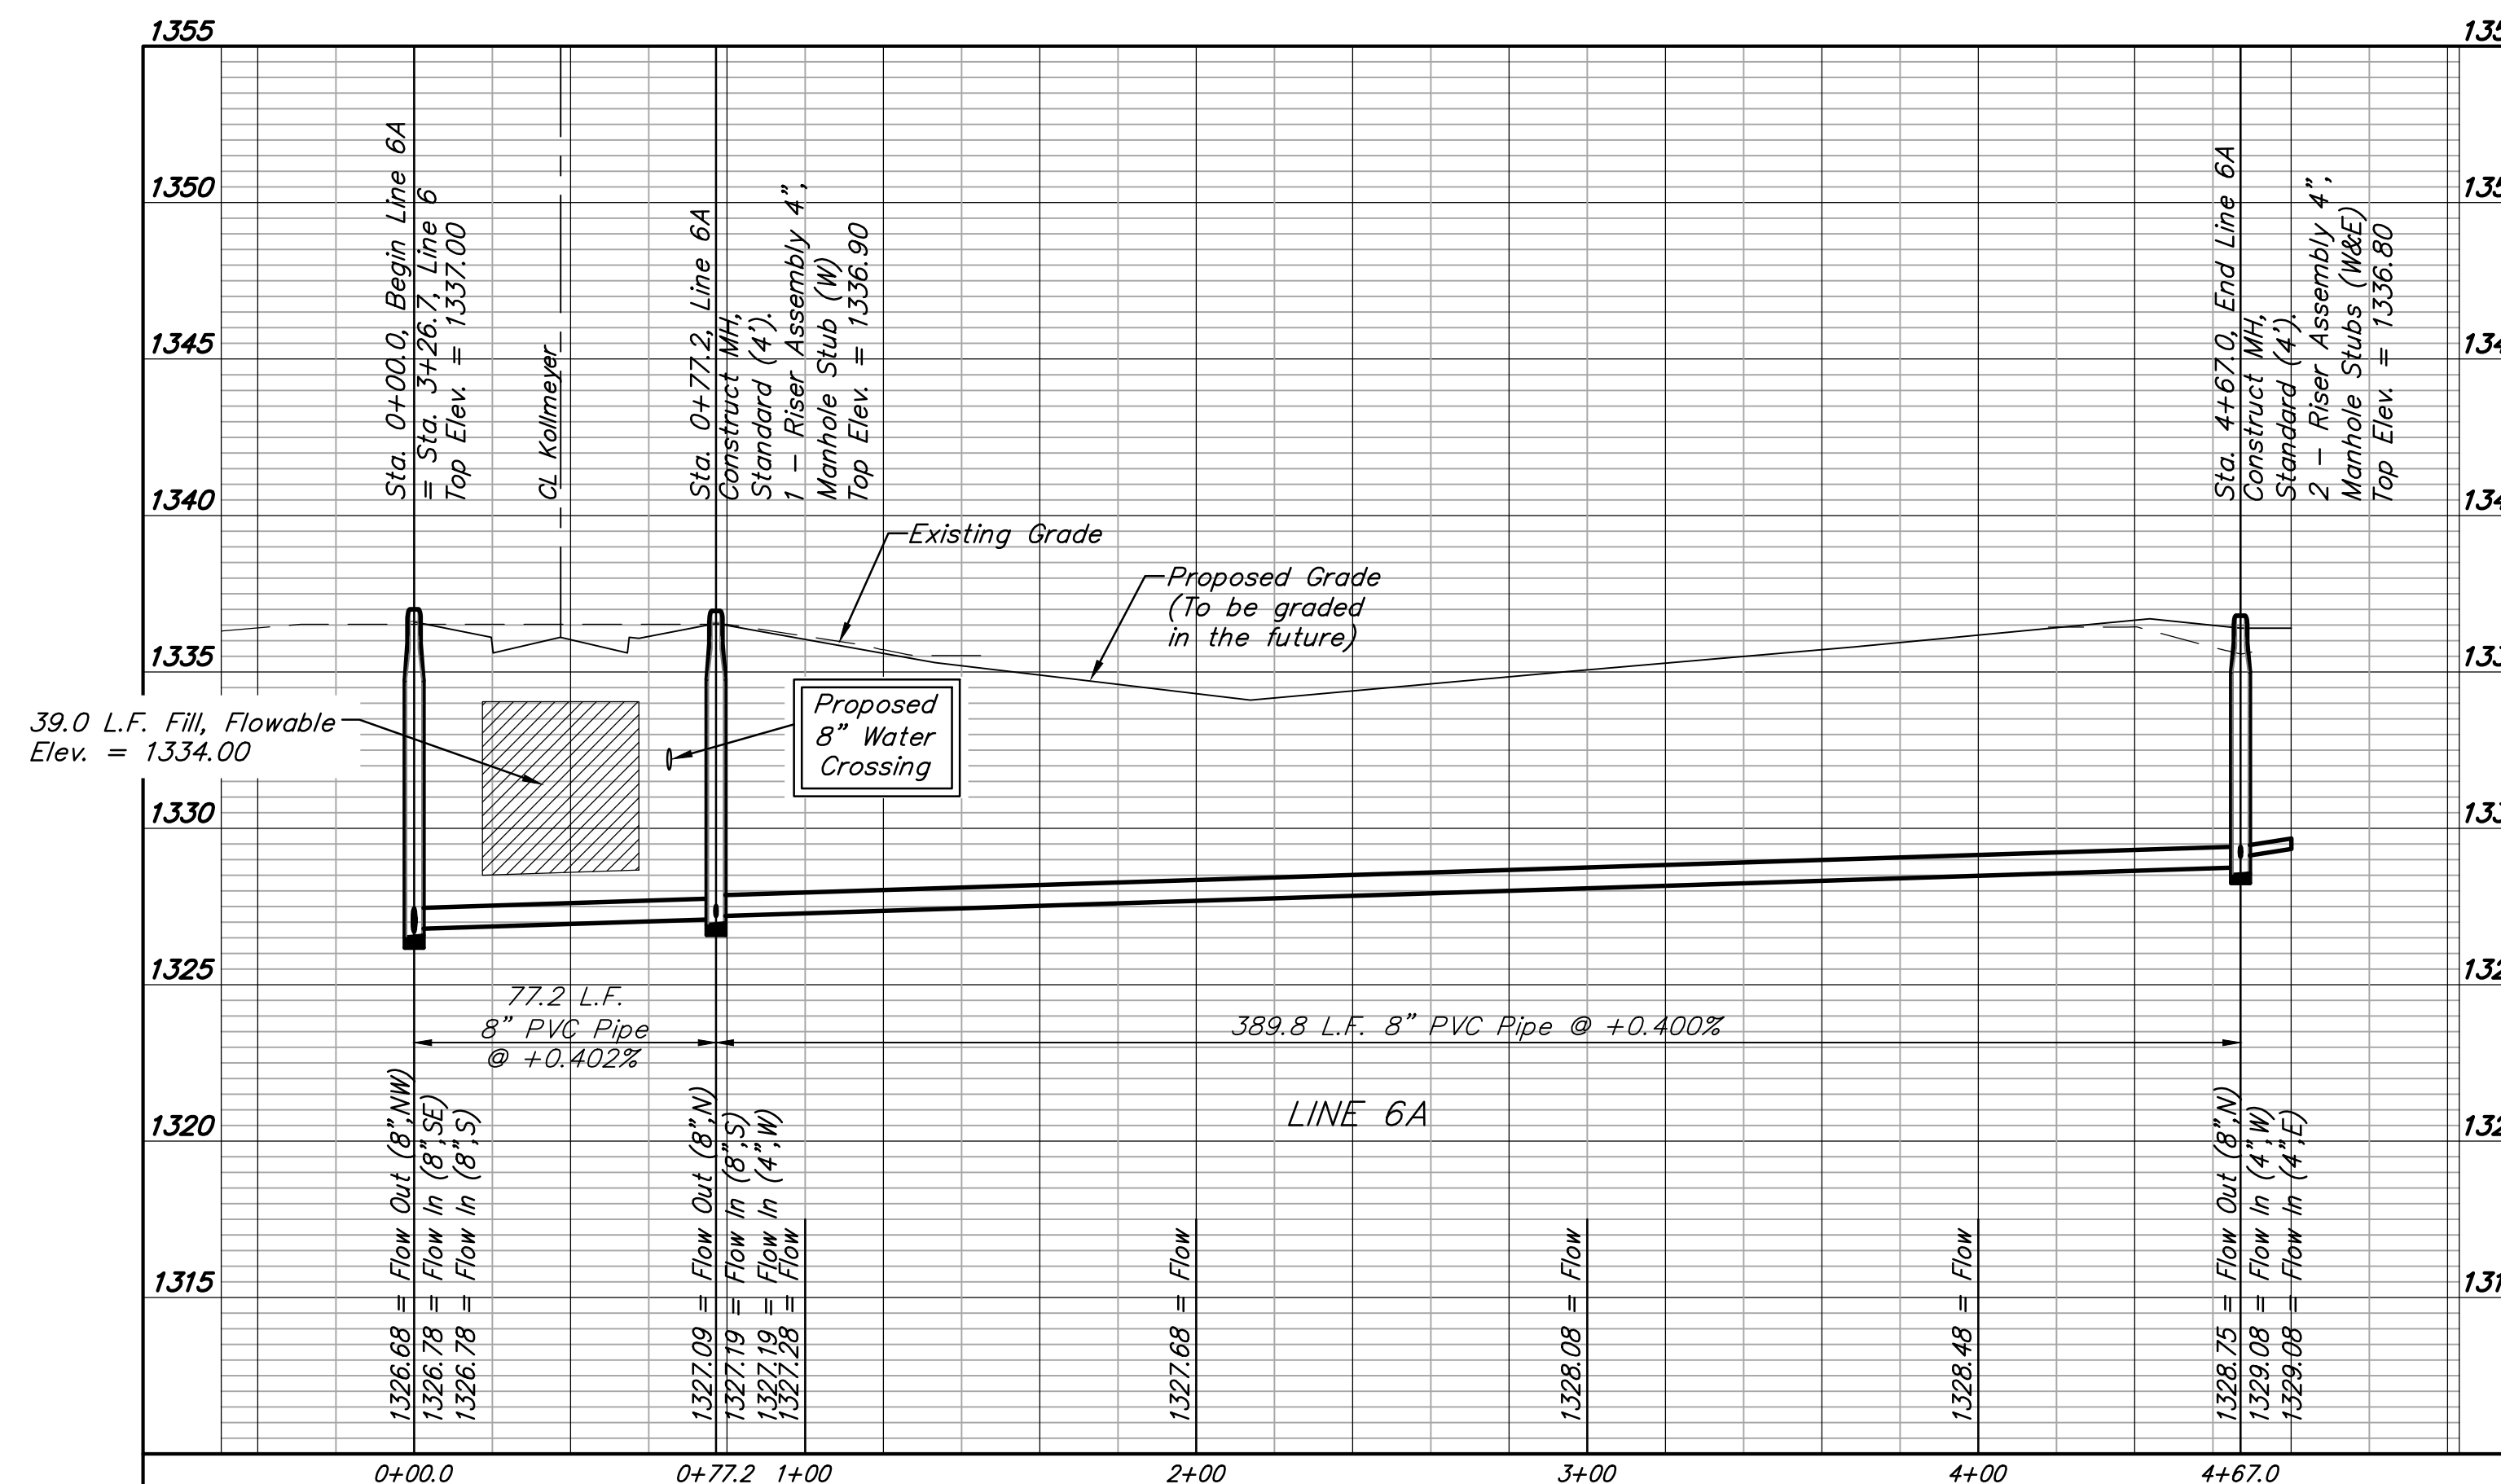 1355
1350
1345
1340
1335
1330
1325
1320
1315
Sta. 0+00.0, Begin Line 6A
= Sta. 3+26.7, Line 6
Top Elev. = 1337.00
CL Kollmeyer
Sta. 0+77.2, Line 6A
Construct MH,
Standard (4').
1 – Riser Assembly 4",
Manhole Stub (W)
Top Elev. = 1336.90
Sta. 4+67.0, End Line 6A
Construct MH,
Standard (4').
2 – Riser Assembly 4",
Manhole Stubs (W&E)
Top Elev. = 1336.80
Existing Grade
Proposed Grade
(To be graded
in the future)
39.0 L.F. Fill, Flowable
Elev. = 1334.00
Proposed
8" Water
Crossing
77.2 L.F.
8" PVC Pipe
@ +0.402%
389.8 L.F. 8" PVC Pipe @ +0.400%
LINE 6A
1326.68 = Flow Out (8",NW)
1326.78 = Flow In (8",SE)
1326.78 = Flow In (8",S)
1327.09 = Flow Out (8",N)
1327.19 = Flow In (8",S)
1327.19 = Flow In (4",W)
1327.28 = Flow
1327.68 = Flow
1328.08 = Flow
1328.48 = Flow
1328.75 = Flow Out (8",N)
1329.08 = Flow In (4",W)
1329.08 = Flow In (4",E)
0+00.0
0+77.2
1+00
2+00
3+00
4+00
4+67.0